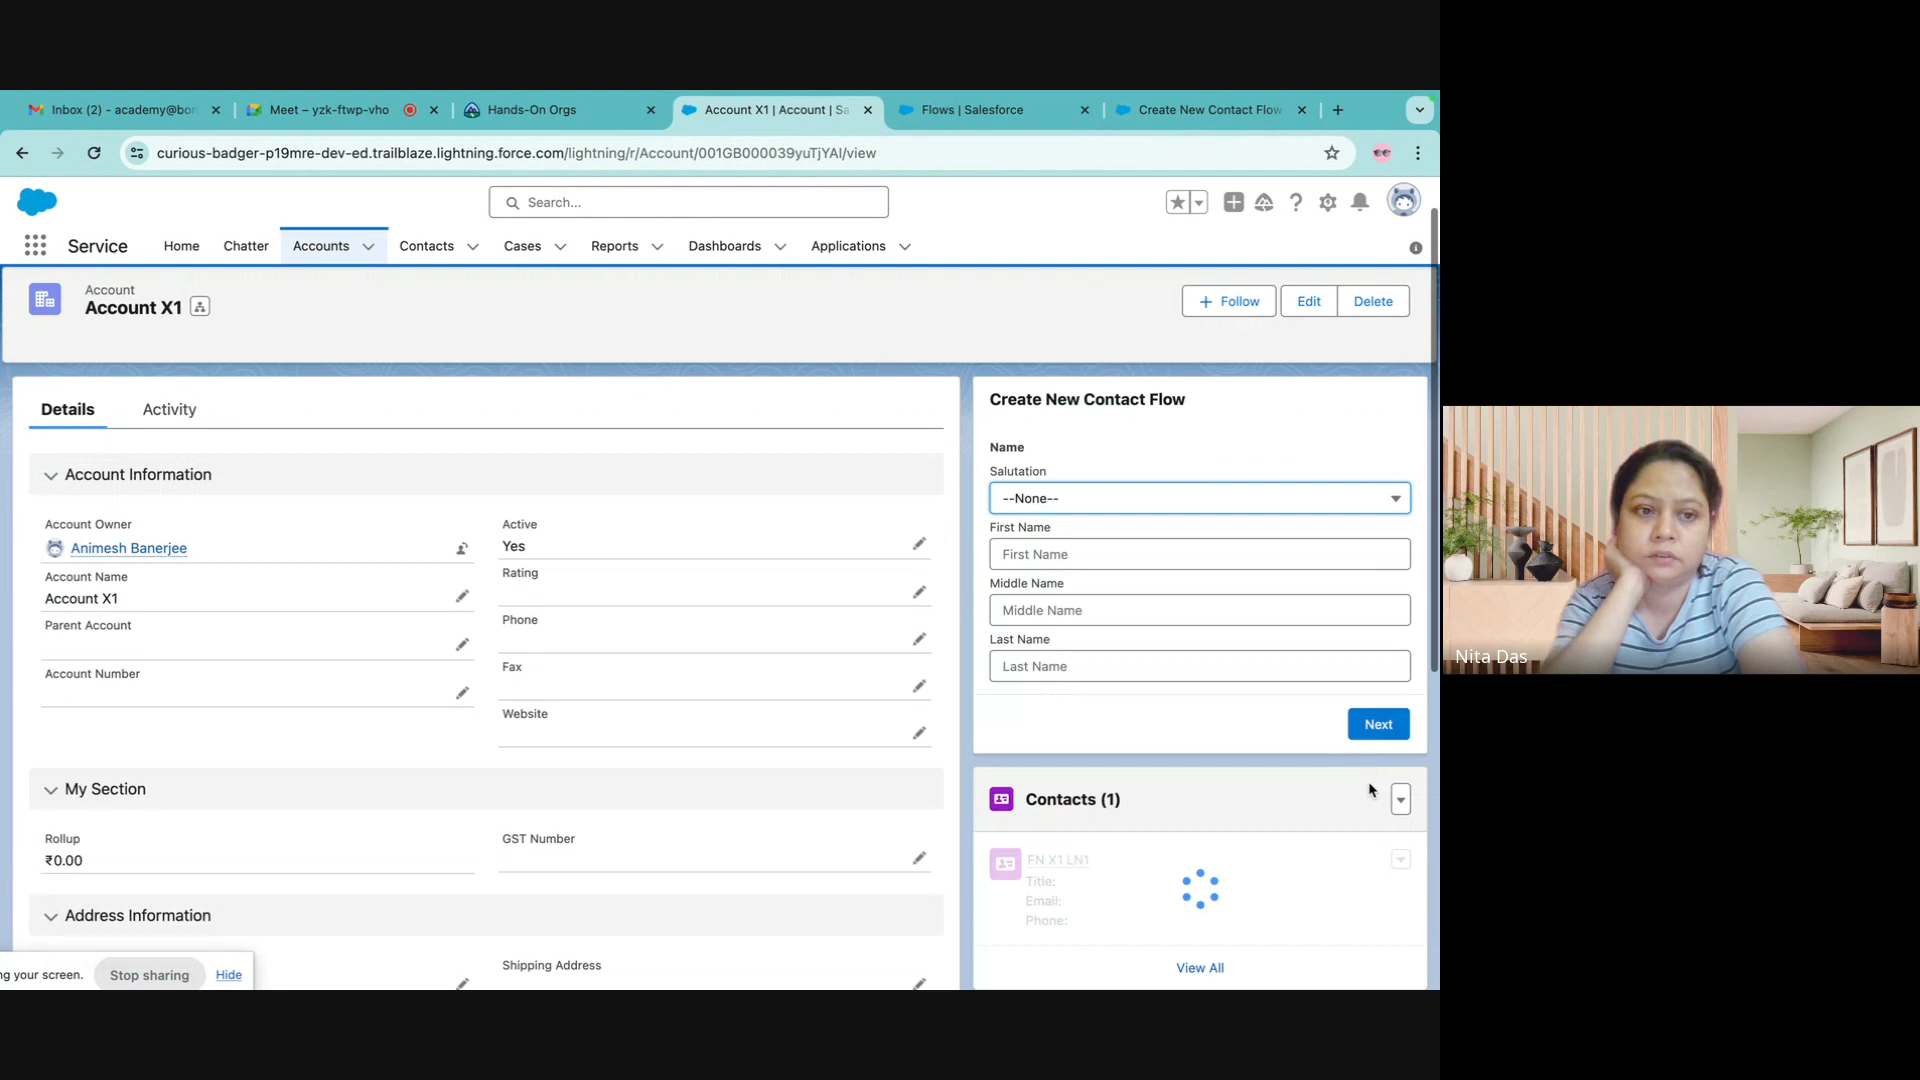 Inbox (2) - academy@bon
Meet – yzk-ftwp-vho
Hands-On Orgs
Account X1 | Account | Sa
Flows | Salesforce
Create New Contact Flow
curious-badger-p19mre-dev-ed.trailblaze.lightning.force.com/lightning/r/Account/001GB000039yuTjYAI/view
Search...
Service
Home
Chatter
Accounts
Contacts
Cases
Reports
Dashboards
Applications
Account
Account X1
Follow
Edit
Delete
Details
Activity
Account Information
Account Owner
Animesh Banerjee
Account Name
Account X1
Parent Account
Account Number
Active
Yes
Rating
Phone
Fax
Website
My Section
Rollup
₹0.00
GST Number
Address Information
Shipping Address
ng your screen.
Stop sharing
Hide
Create New Contact Flow
Name
Salutation
--None--
First Name
First Name
Middle Name
Middle Name
Last Name
Last Name
Next
Contacts (1)
FN X1 LN1
Title:
Email:
Phone:
View All
Nita Das